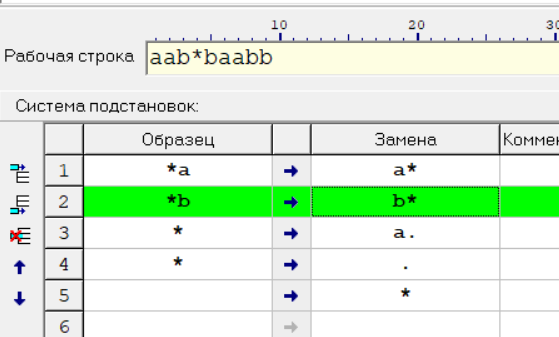 10 20 30
Рабочая строка aab*baabb
Система подстановок:
Образец Замена Коммен
1 *a → a*
2 *b → b*
3 * → a.
4 * → .
5 → *
6 →